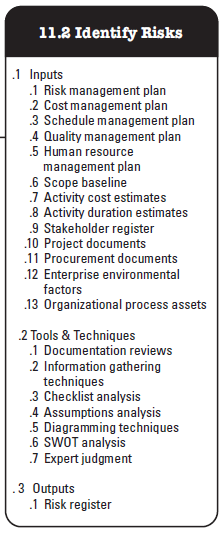 11.2 Identify Risks
.1 Inputs
.1 Risk management plan
.2 Cost management plan
.3 Schedule management plan
.4 Quality management plan
.5 Human resource
management plan
.6 Scope baseline
.7 Activity cost estimates
.8 Activity duration estimates
.9 Stakeholder register
.10 Project documents
.11 Procurement documents
.12 Enterprise environmental
factors
.13 Organizational process assets
.2 Tools & Techniques
.1 Documentation reviews
.2 Information gathering
techniques
.3 Checklist analysis
.4 Assumptions analysis
.5 Diagramming techniques
.6 SWOT analysis
.7 Expert judgment
.3 Outputs
.1 Risk register